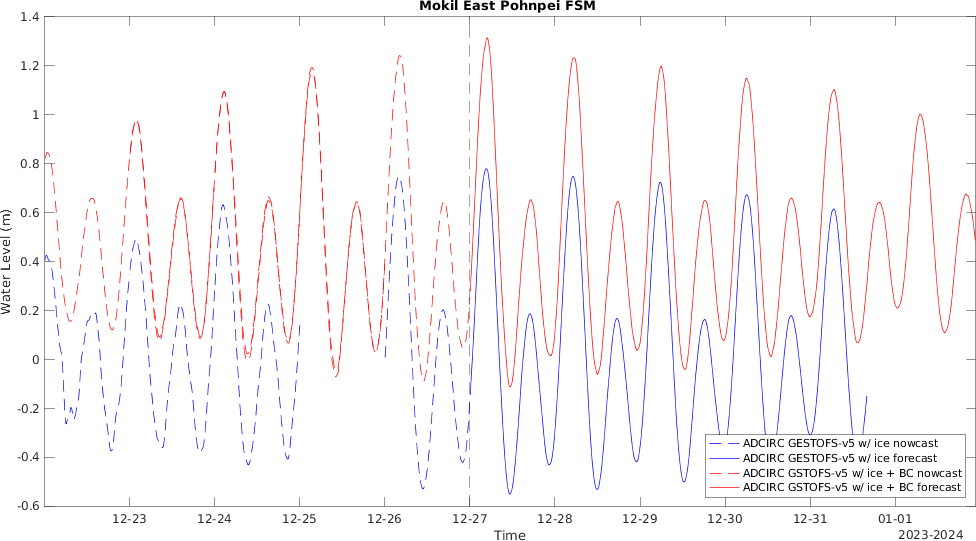 Mokil East Pohnpei FSM
1.4
1.2
1
0.8
0.6
0.4
0.2
0
-0.2
-0.4
-0.6
Water Level (m)
ADCIRC GESTOFS-v5 w/ ice nowcast
ADCIRC GESTOFS-v5 w/ ice forecast
ADCIRC GSTOFS-v5 w/ ice + BC nowcast
ADCIRC GSTOFS-v5 w/ ice + BC forecast
12-23 12-24 12-25 12-26 12-27 12-28 12-29 12-30 12-31 01-01
Time
2023-2024